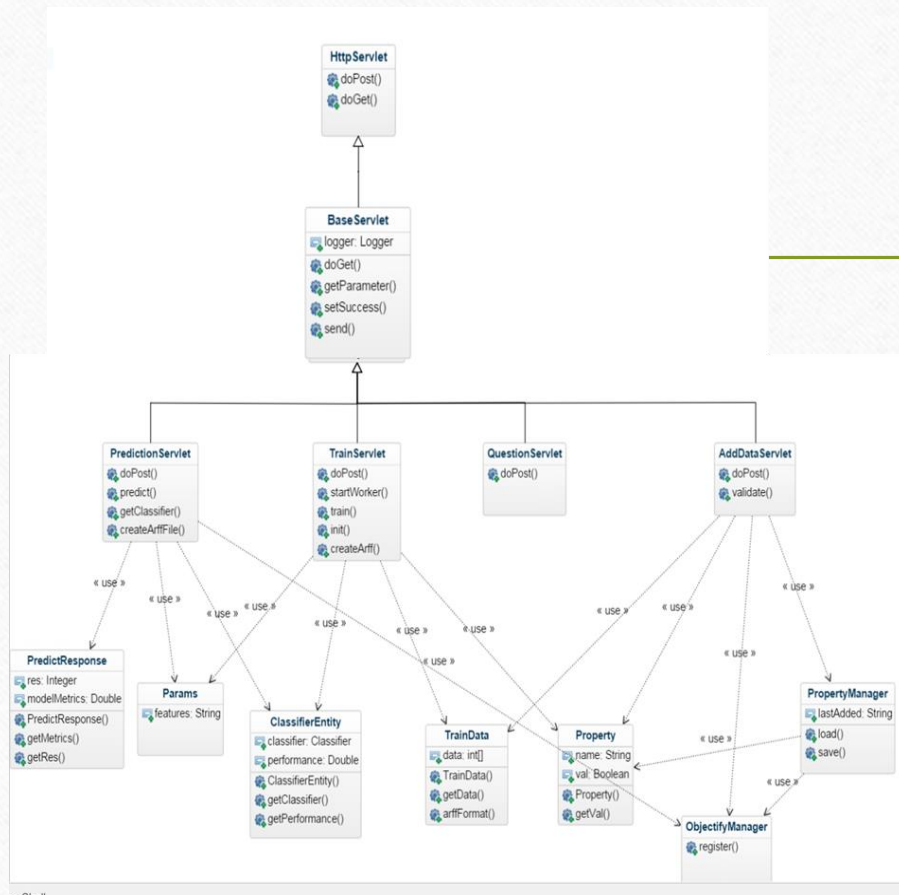 HttpServlet
doPost()
doGet()
BaseServlet
logger: Logger
doGet()
getParameter()
setSuccess()
send()
PredictionServlet
doPost()
predict()
getClassifier()
createArffFile()
TrainServlet
doPost()
startWorker()
train()
init()
createArff()
QuestionServlet
doPost()
AddDataServlet
doPost()
validate()
« use »
« use »
« use »
« use »
« use »
« use »
« use »
« use »
« use »
« use »
« use »
« use »
« use »
« use »
PredictResponse
res: Integer
modelMetrics: Double
PredictResponse()
getMetrics()
getRes()
Params
features: String
ClassifierEntity
classifier: Classifier
performance: Double
ClassifierEntity()
getClassifier()
getPerformance()
TrainData
data: int[]
TrainData()
getData()
arffFormat()
Property
name: String
val: Boolean
Property()
getVal()
PropertyManager
lastAdded: String
load()
save()
ObjectifyManager
register()